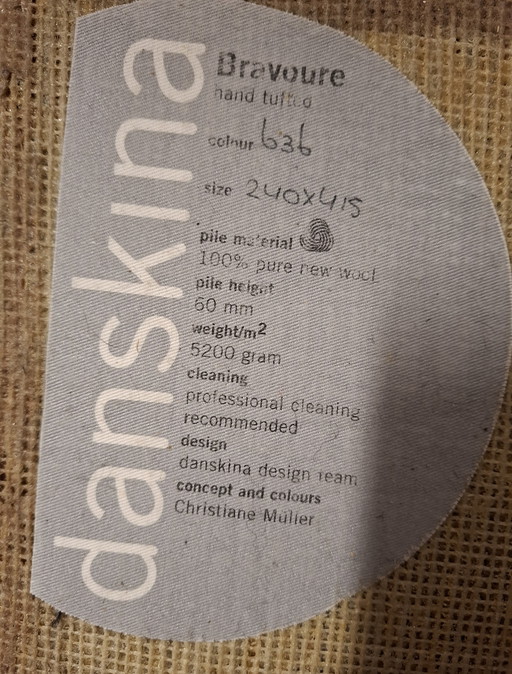 danskina
Bravoure
hand tufted
colour 636
size 240x415
pile material
100% pure new wool
pile height
60 mm
weight/m2
5200 gram
cleaning
professional cleaning
recommended
design
danskina design team
concept and colours
Christiane Müller